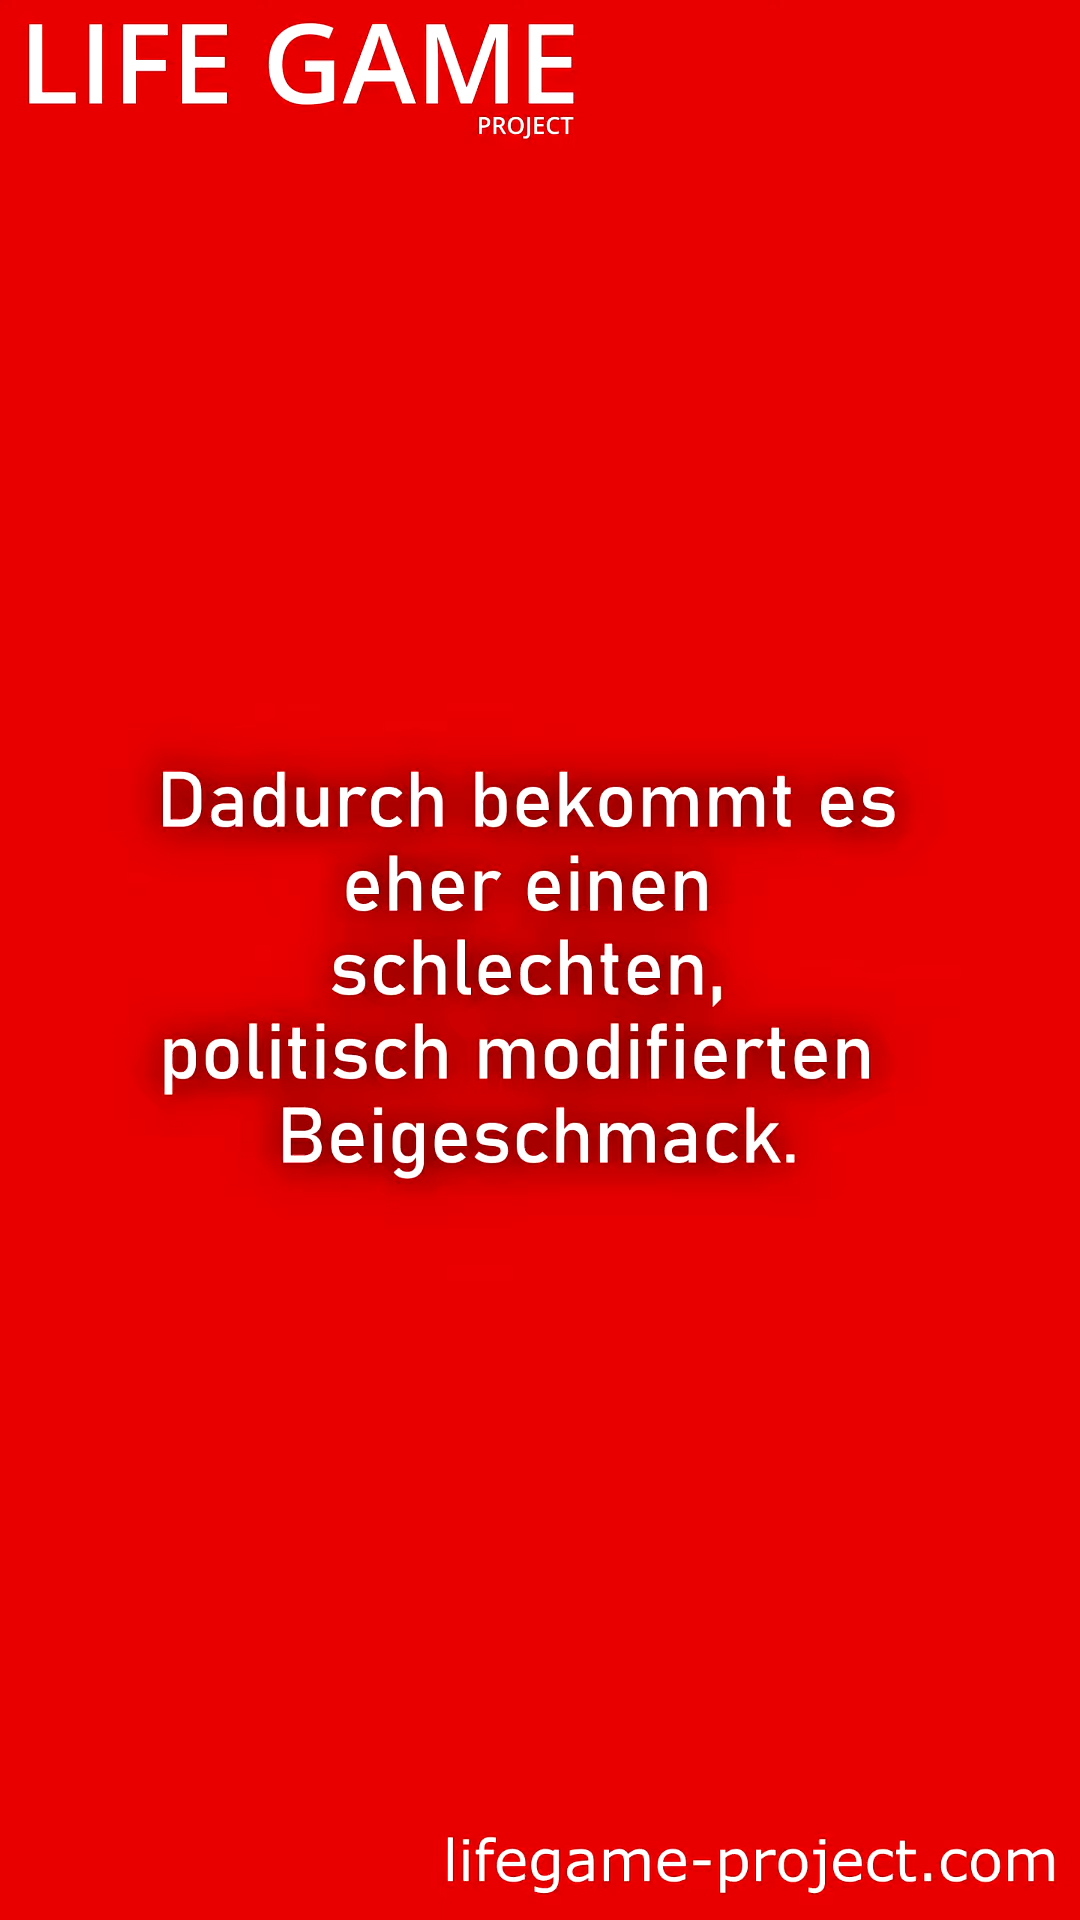 LIFE GAME
PROJECT
Dadurch bekommt es
eher einen
schlechten,
politisch modifierten
Beigeschmack.
lifegame-project.com